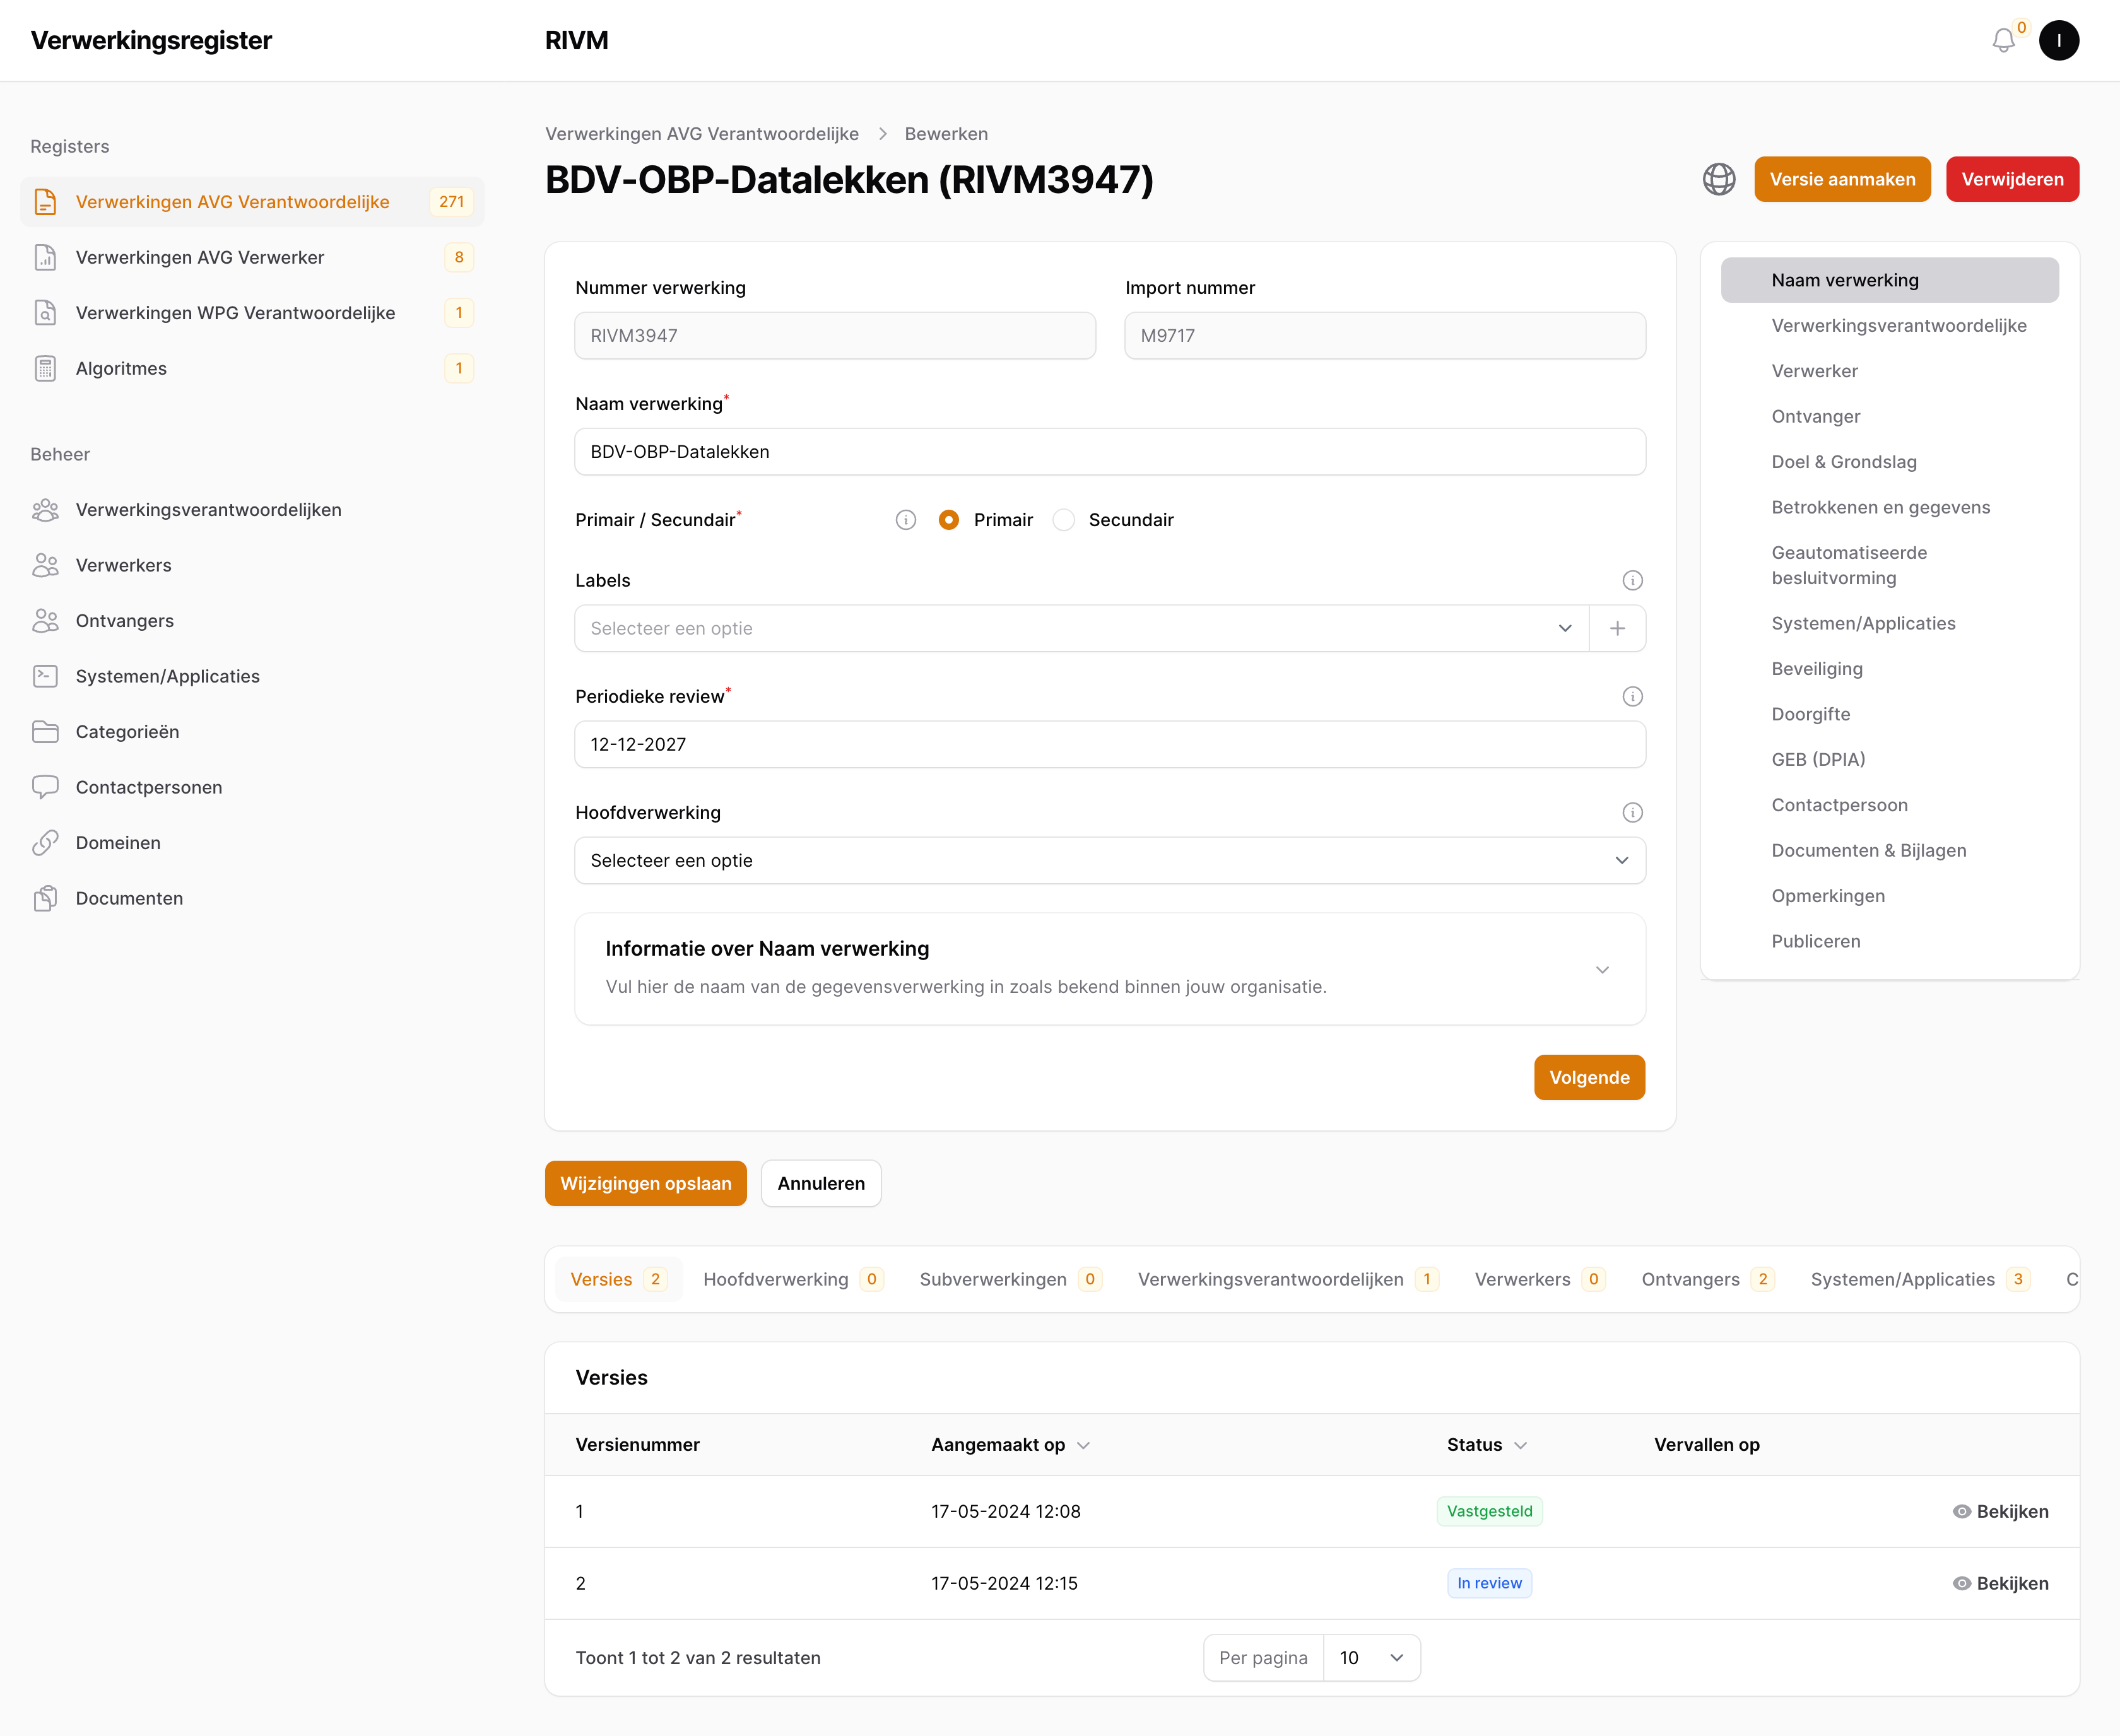 Verwerkingsregister
RIVM
0
I
Registers
Verwerkingen AVG Verantwoordelijke 271
Verwerkingen AVG Verwerker 8
Verwerkingen WPG Verantwoordelijke 1
Algoritmes 1
Beheer
Verwerkingsverantwoordelijken
Verwerkers
Ontvangers
Systemen/Applicaties
Categorieën
Contactpersonen
Domeinen
Documenten
Verwerkingen AVG Verantwoordelijke > Bewerken
BDV-OBP-Datalekken (RIVM3947)
Versie aanmaken
Verwijderen
Nummer verwerking
RIVM3947
Import nummer
M9717
Naam verwerking*
BDV-OBP-Datalekken
Primair / Secundair*
Primair
Secundair
Labels
Selecteer een optie
Periodieke review*
12-12-2027
Hoofdverwerking
Selecteer een optie
Informatie over Naam verwerking
Vul hier de naam van de gegevensverwerking in zoals bekend binnen jouw organisatie.
Volgende
Naam verwerking
Verwerkingsverantwoordelijke
Verwerker
Ontvanger
Doel & Grondslag
Betrokkenen en gegevens
Geautomatiseerde
besluitvorming
Systemen/Applicaties
Beveiliging
Doorgifte
GEB (DPIA)
Contactpersoon
Documenten & Bijlagen
Opmerkingen
Publiceren
Wijzigingen opslaan
Annuleren
Versies 2 Hoofdverwerking 0 Subverwerkingen 0 Verwerkingsverantwoordelijken 1 Verwerkers 0 Ontvangers 2 Systemen/Applicaties 3 C
Versies
Versienummer Aangemaakt op Status Vervallen op
1 17-05-2024 12:08 Vastgesteld Bekijken
2 17-05-2024 12:15 In review Bekijken
Toont 1 tot 2 van 2 resultaten
Per pagina 10